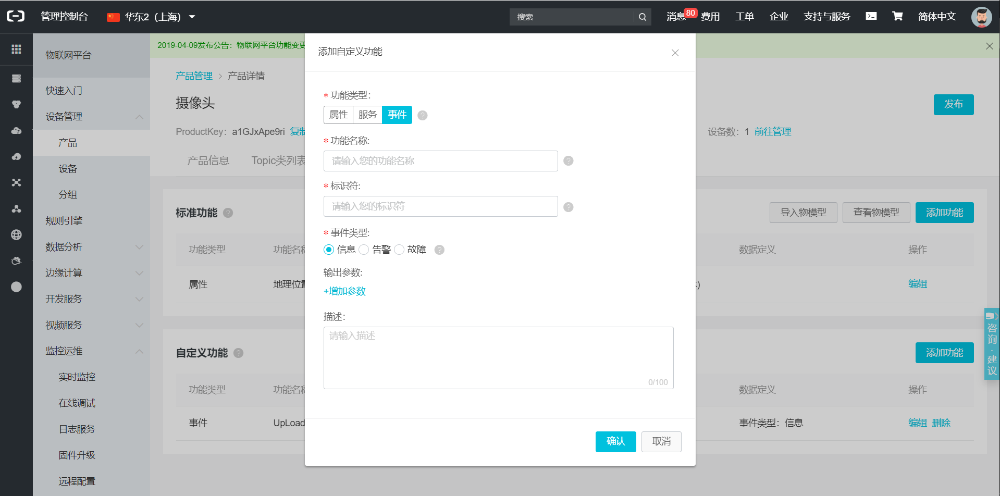 管理控制台
华东2（上海）
搜索
消息 80
费用
工单
企业
支持与服务
简体中文
物联网平台
快速入门
设备管理
产品
设备
分组
规则引擎
数据分析
边缘计算
开发服务
视频服务
监控运维
实时监控
在线调试
日志服务
固件升级
远程配置
2019-04-09发布公告：物联网平台功能变更
产品管理 > 产品详情
摄像头
发布
ProductKey：a1GJxApe9ri 复制
设备数：1 前往管理
产品信息
Topic类列表
标准功能
导入物模型
查看物模型
添加功能
功能类型
功能名称
数据定义
操作
属性
地理位置
编辑
自定义功能
添加功能
功能类型
功能名称
数据定义
操作
事件
UpLoad
事件类型：信息
编辑 删除
添加自定义功能
* 功能类型:
属性 服务 事件
* 功能名称:
请输入您的功能名称
* 标识符:
请输入您的标识符
* 事件类型:
信息 告警 故障
输出参数:
+增加参数
描述:
请输入描述
0/100
确认
取消
咨询·建议